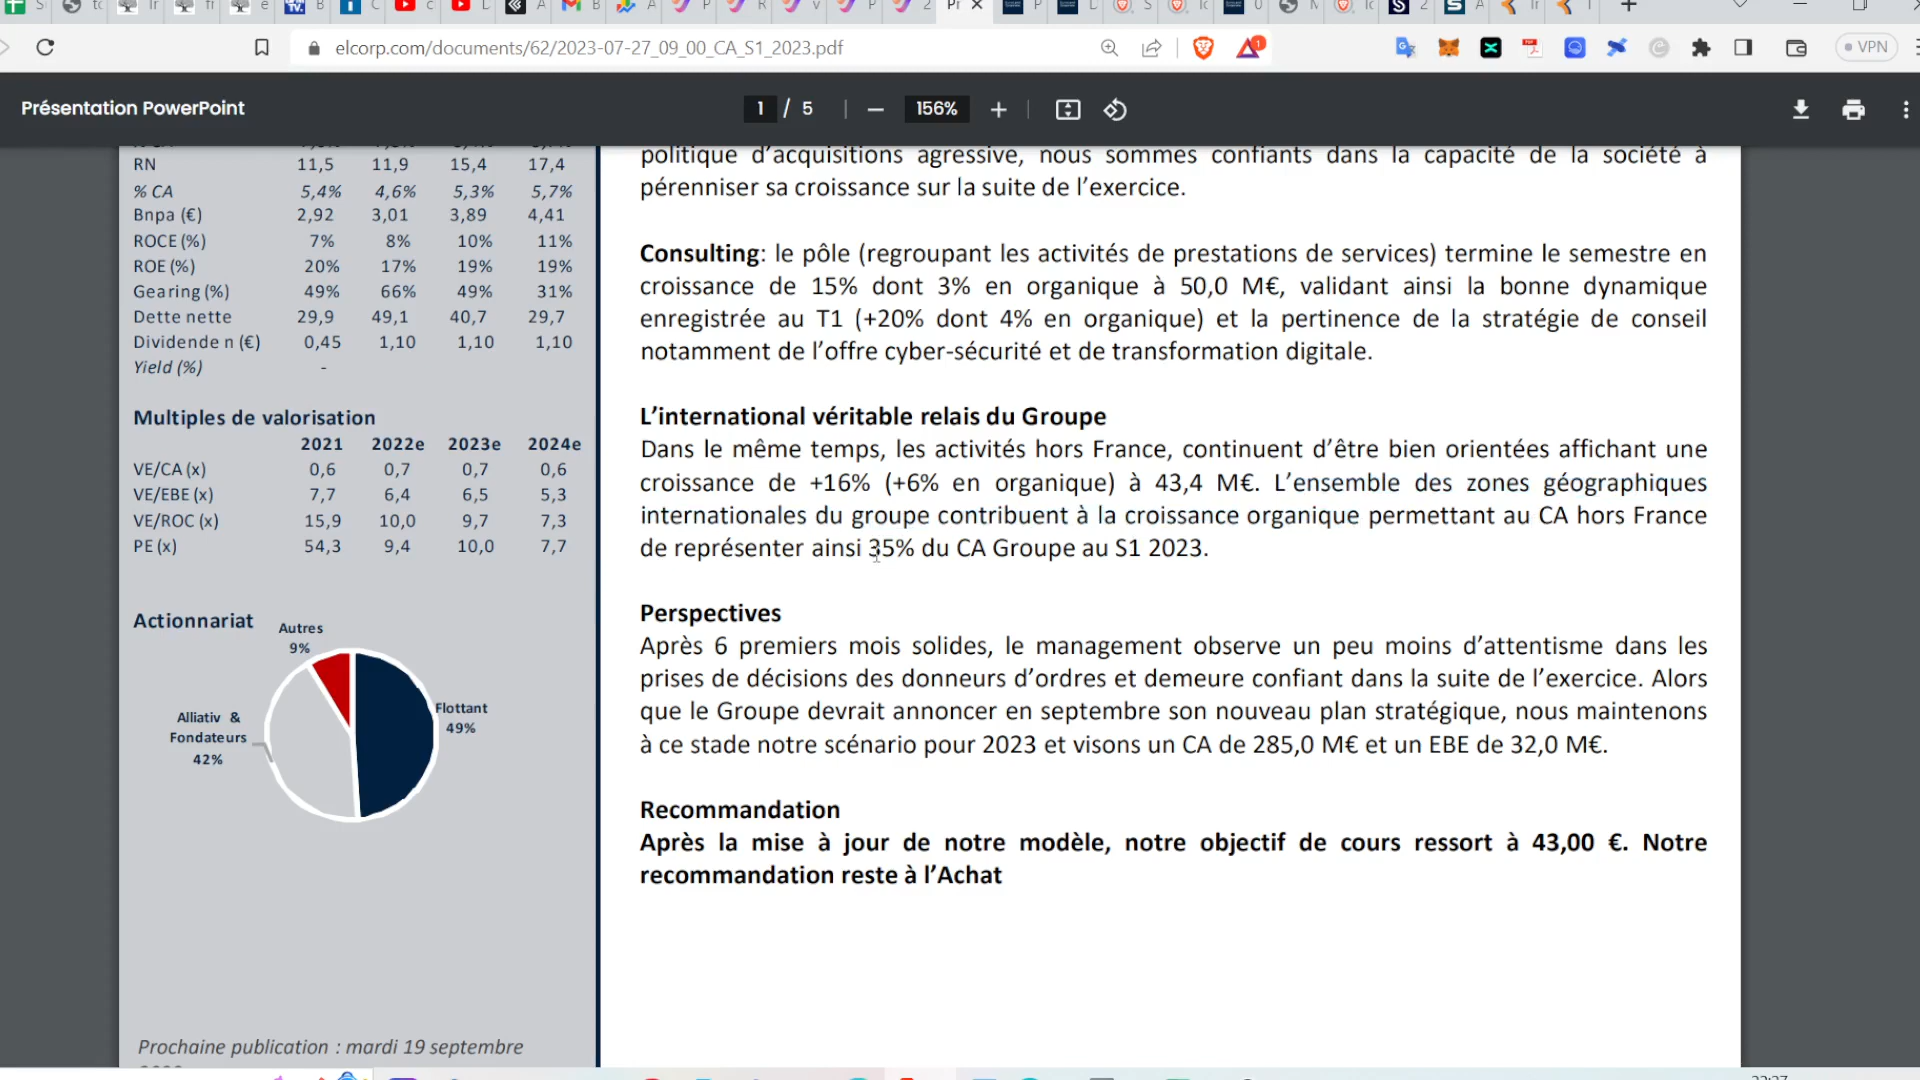 elcorp.com/documents/62/2023-07-27_09_00_CA_S1_2023.pdf
VPN
Présentation PowerPoint
1 / 5
156%
RN 11,5 11,9 15,4 17,4
% CA 5,4% 4,6% 5,3% 5,7%
Bnpa (€) 2,92 3,01 3,89 4,41
ROCE (%) 7% 8% 10% 11%
ROE (%) 20% 17% 19% 19%
Gearing (%) 49% 66% 49% 31%
Dette nette 29,9 49,1 40,7 29,7
Dividende n (€) 0,45 1,10 1,10 1,10
Yield (%) -
Multiples de valorisation
2021 2022e 2023e 2024e
VE/CA (x) 0,6 0,7 0,7 0,6
VE/EBE (x) 7,7 6,4 6,5 5,3
VE/ROC (x) 15,9 10,0 9,7 7,3
PE (x) 54,3 9,4 10,0 7,7
Actionnariat
Autres
9%
Flottant
49%
Alliativ &
Fondateurs
42%
Prochaine publication : mardi 19 septembre
politique d’acquisitions agressive, nous sommes confiants dans la capacité de la société à
pérenniser sa croissance sur la suite de l’exercice.
Consulting: le pôle (regroupant les activités de prestations de services) termine le semestre en
croissance de 15% dont 3% en organique à 50,0 M€, validant ainsi la bonne dynamique
enregistrée au T1 (+20% dont 4% en organique) et la pertinence de la stratégie de conseil
notamment de l’offre cyber-sécurité et de transformation digitale.
L’international véritable relais du Groupe
Dans le même temps, les activités hors France, continuent d’être bien orientées affichant une
croissance de +16% (+6% en organique) à 43,4 M€. L’ensemble des zones géographiques
internationales du groupe contribuent à la croissance organique permettant au CA hors France
de représenter ainsi 35% du CA Groupe au S1 2023.
Perspectives
Après 6 premiers mois solides, le management observe un peu moins d’attentisme dans les
prises de décisions des donneurs d’ordres et demeure confiant dans la suite de l’exercice. Alors
que le Groupe devrait annoncer en septembre son nouveau plan stratégique, nous maintenons
à ce stade notre scénario pour 2023 et visons un CA de 285,0 M€ et un EBE de 32,0 M€.
Recommandation
Après la mise à jour de notre modèle, notre objectif de cours ressort à 43,00 €. Notre
recommandation reste à l’Achat